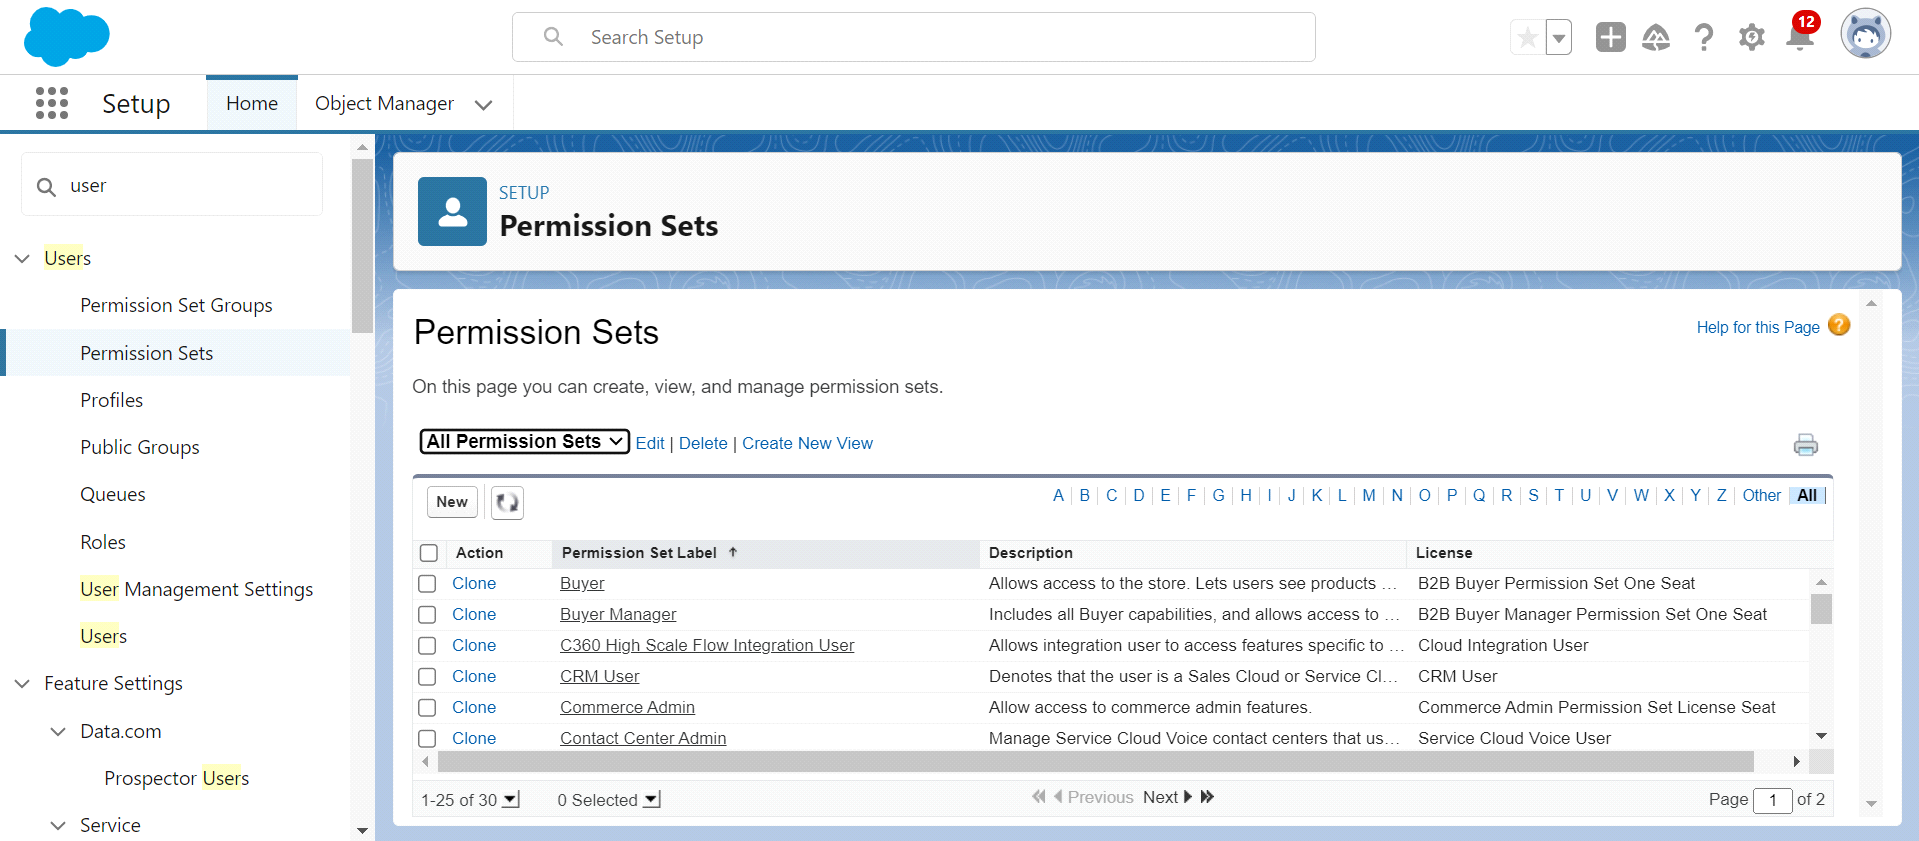 Search Setup
12
Setup
Home
Object Manager
user
Users
Permission Set Groups
Permission Sets
Profiles
Public Groups
Queues
Roles
User Management Settings
Users
Feature Settings
Data.com
Prospector Users
Service
SETUP
Permission Sets
Permission Sets
Help for this Page ?
On this page you can create, view, and manage permission sets.
All Permission Sets Edit | Delete | Create New View
New
A | B | C | D | E | F | G | H | I | J | K | L | M | N | O | P | Q | R | S | T | U | V | W | X | Y | Z | Other | All |
Action Permission Set Label ↑ Description License
Clone Buyer Allows access to the store. Lets users see products ... B2B Buyer Permission Set One Seat
Clone Buyer Manager Includes all Buyer capabilities, and allows access to ... B2B Buyer Manager Permission Set One Seat
Clone C360 High Scale Flow Integration User Allows integration user to access features specific to ... Cloud Integration User
Clone CRM User Denotes that the user is a Sales Cloud or Service Cl... CRM User
Clone Commerce Admin Allow access to commerce admin features. Commerce Admin Permission Set License Seat
Clone Contact Center Admin Manage Service Cloud Voice contact centers that us... Service Cloud Voice User
1-25 of 30 0 Selected Previous Next Page 1 of 2